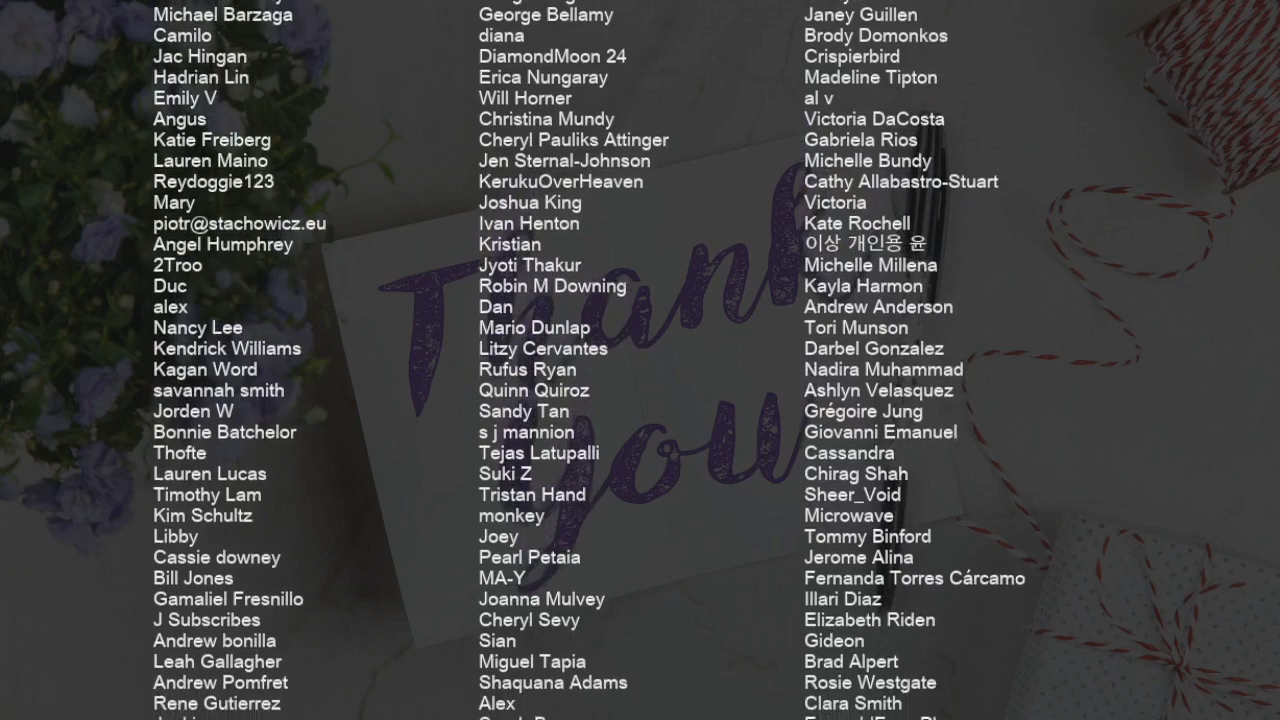 Michael Barzaga
Camilo
Jac Hingan
Hadrian Lin
Emily V
Angus
Katie Freiberg
Lauren Maino
Reydoggie123
Mary
piotr@stachowicz.eu
Angel Humphrey
2Troo
Duc
alex
Nancy Lee
Kendrick Williams
Kagan Word
savannah smith
Jorden W
Bonnie Batchelor
Thofte
Lauren Lucas
Timothy Lam
Kim Schultz
Libby
Cassie downey
Bill Jones
Gamaliel Fresnillo
J Subscribes
Andrew bonilla
Leah Gallagher
Andrew Pomfret
Rene Gutierrez
George Bellamy
diana
DiamondMoon 24
Erica Nungaray
Will Horner
Christina Mundy
Cheryl Pauliks Attinger
Jen Sternal-Johnson
KerukuOverHeaven
Joshua King
Ivan Henton
Kristian
Jyoti Thakur
Robin M Downing
Dan
Mario Dunlap
Litzy Cervantes
Rufus Ryan
Quinn Quiroz
Sandy Tan
s j mannion
Tejas Latupalli
Suki Z
Tristan Hand
monkey
Joey
Pearl Petaia
MA-Y
Joanna Mulvey
Cheryl Sevy
Sian
Miguel Tapia
Shaquana Adams
Alex
Janey Guillen
Brody Domonkos
Crispierbird
Madeline Tipton
al v
Victoria DaCosta
Gabriela Rios
Michelle Bundy
Cathy Allabastro-Stuart
Victoria
Kate Rochell
이상 개인용 윤
Michelle Millena
Kayla Harmon
Andrew Anderson
Tori Munson
Darbel Gonzalez
Nadira Muhammad
Ashlyn Velasquez
Grégoire Jung
Giovanni Emanuel
Cassandra
Chirag Shah
Sheer_Void
Microwave
Tommy Binford
Jerome Alina
Fernanda Torres Cárcamo
Illari Diaz
Elizabeth Riden
Gideon
Brad Alpert
Rosie Westgate
Clara Smith
Thank
you